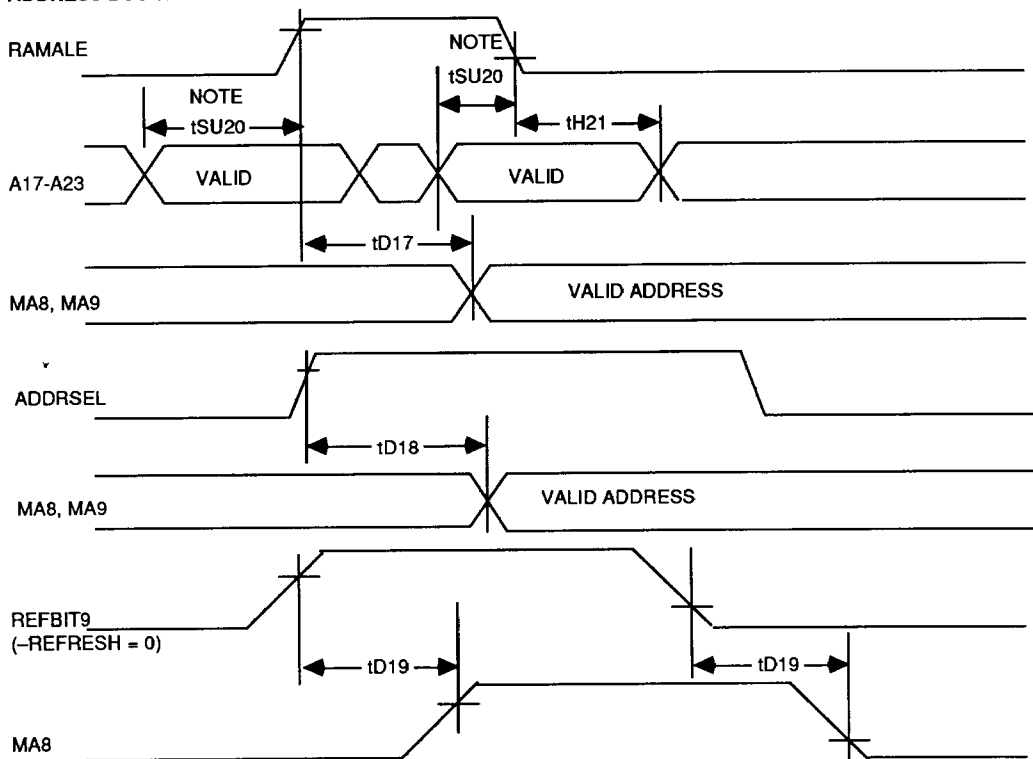 RAMALE
NOTE
tSU20
NOTE
tSU20
tH21
A17-A23
VALID
VALID
tD17
MA8, MA9
VALID ADDRESS
ADDRSEL
tD18
MA8, MA9
VALID ADDRESS
REFBIT9
(–REFRESH = 0)
tD19
tD19
MA8